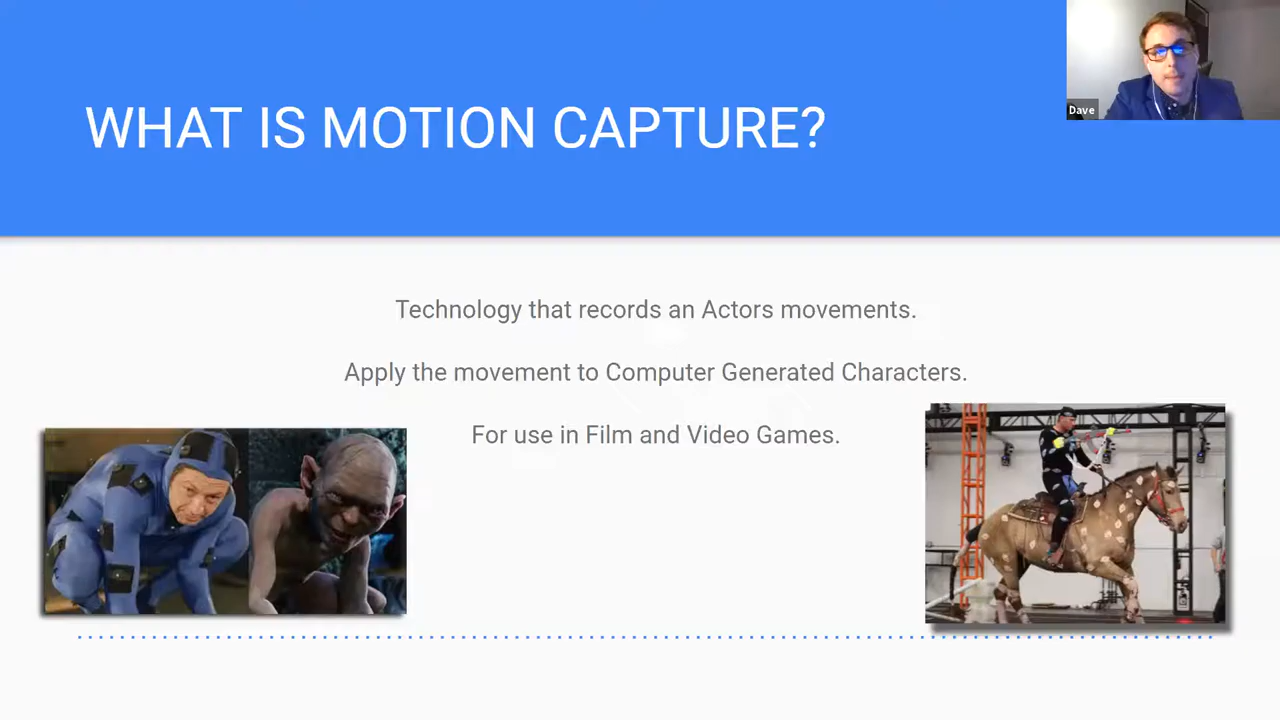 WHAT IS MOTION CAPTURE?
Dave
Technology that records an Actors movements.
Apply the movement to Computer Generated Characters.
For use in Film and Video Games.